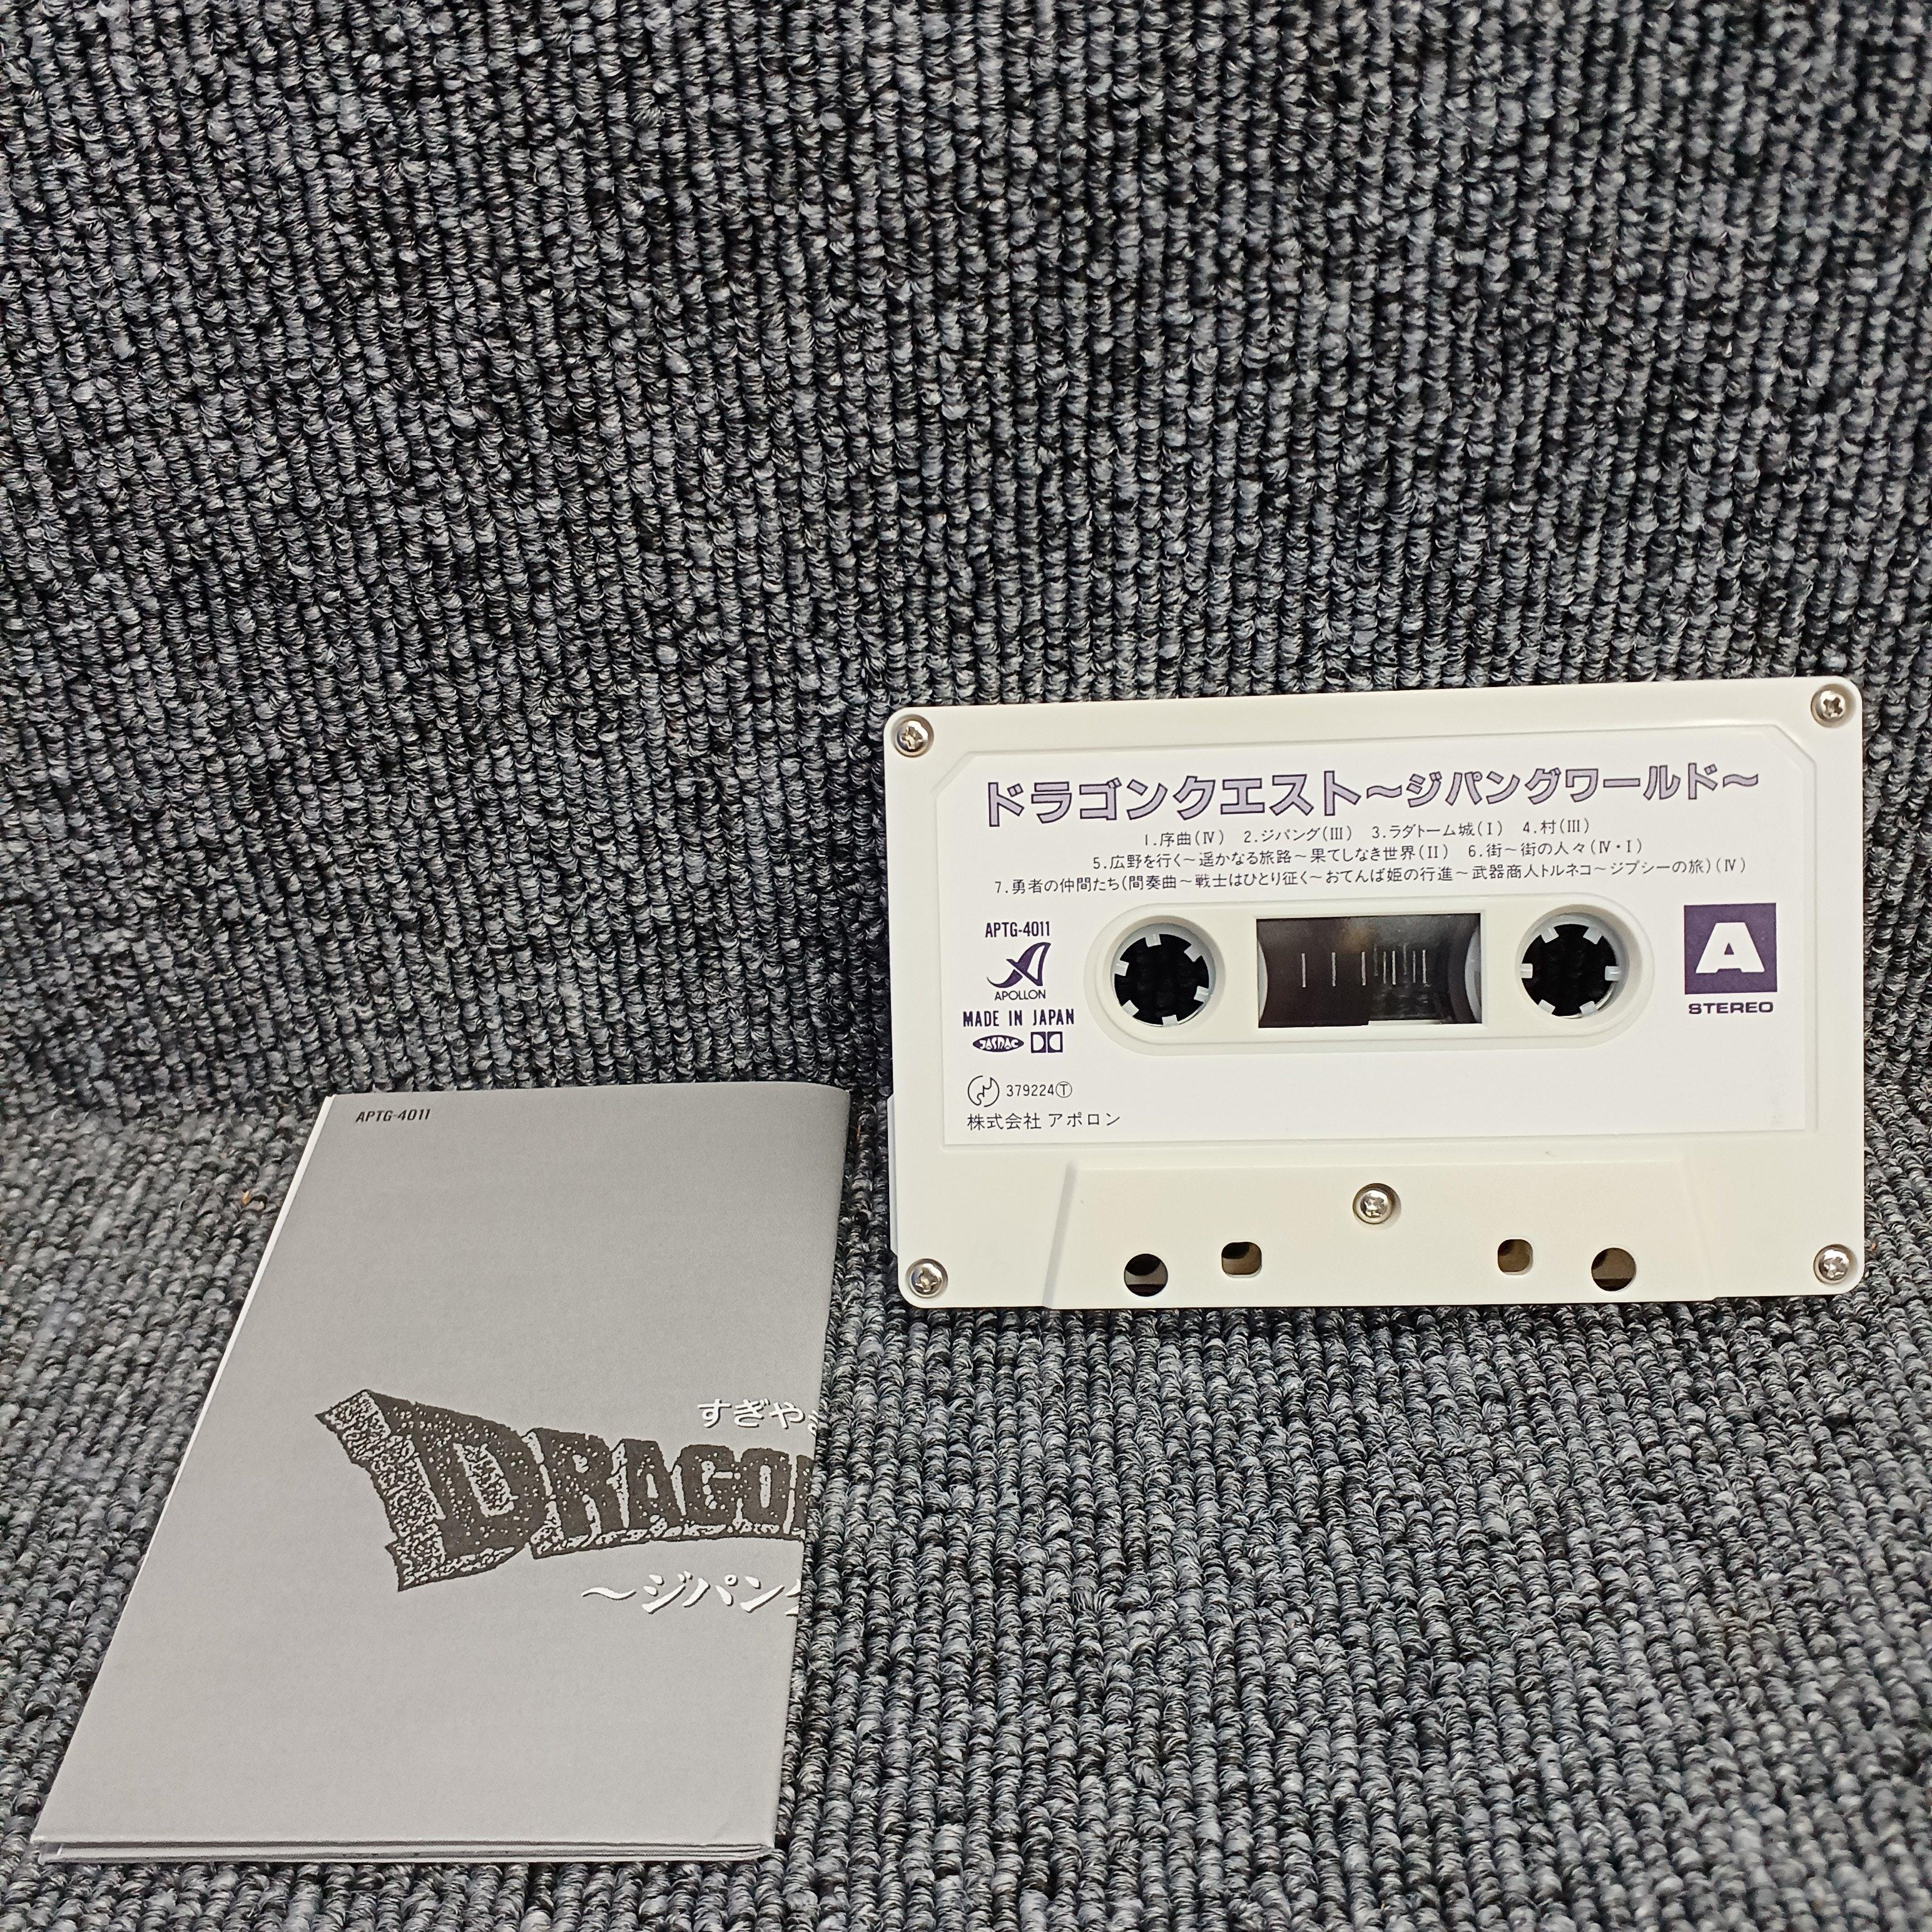 ドラゴンクエスト～ジパングワールド～
1.序曲(Ⅳ) 2.ジパング(Ⅲ) 3.ラダトーム城(Ⅰ) 4.村(Ⅲ)
5.広野を行く～遥かなる旅路～果てしなき世界(Ⅱ) 6.街～街の人々(Ⅳ・Ⅰ)
7.勇者の仲間たち(間奏曲～戦士はひとり征く～おてんば姫の行進～武器商人トルネコ～ジプシーの旅)(Ⅳ)
APTG-4011
APOLLON
MADE IN JAPAN
JASRAC
379224Ⓣ
株式会社 アポロン
A
STEREO
APTG-4011
すぎや
DRAGON
～ジパン